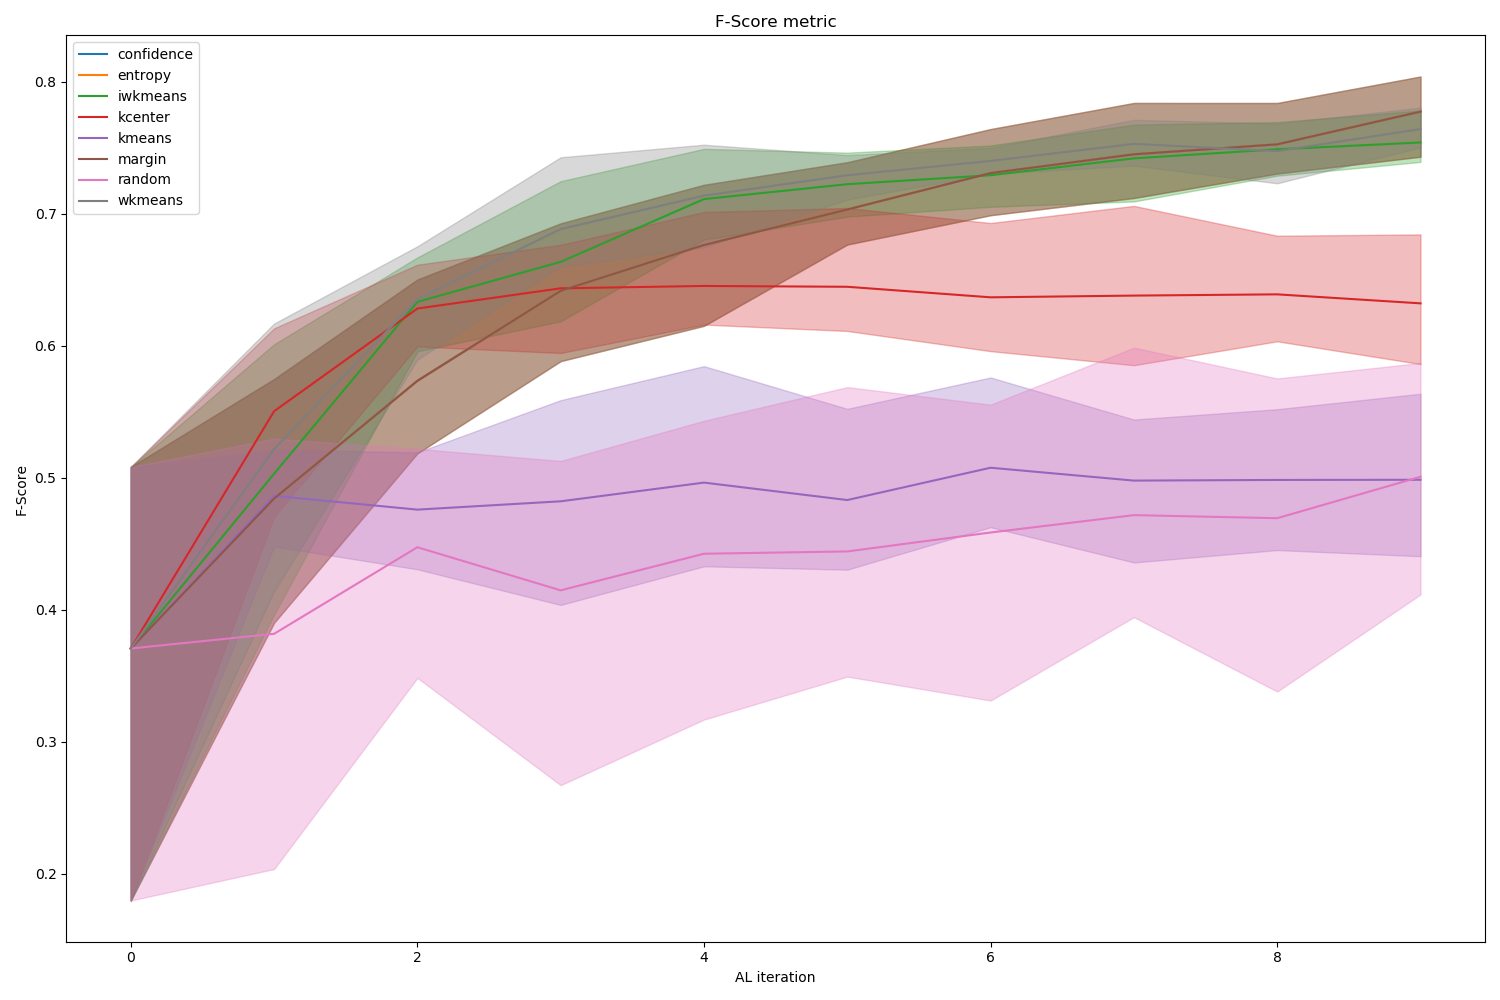 F-Score metric
confidence
entropy
iwkmeans
kcenter
kmeans
margin
random
wkmeans
F-Score
0.8
0.7
0.6
0.5
0.4
0.3
0.2
0 2 4 6 8
AL iteration